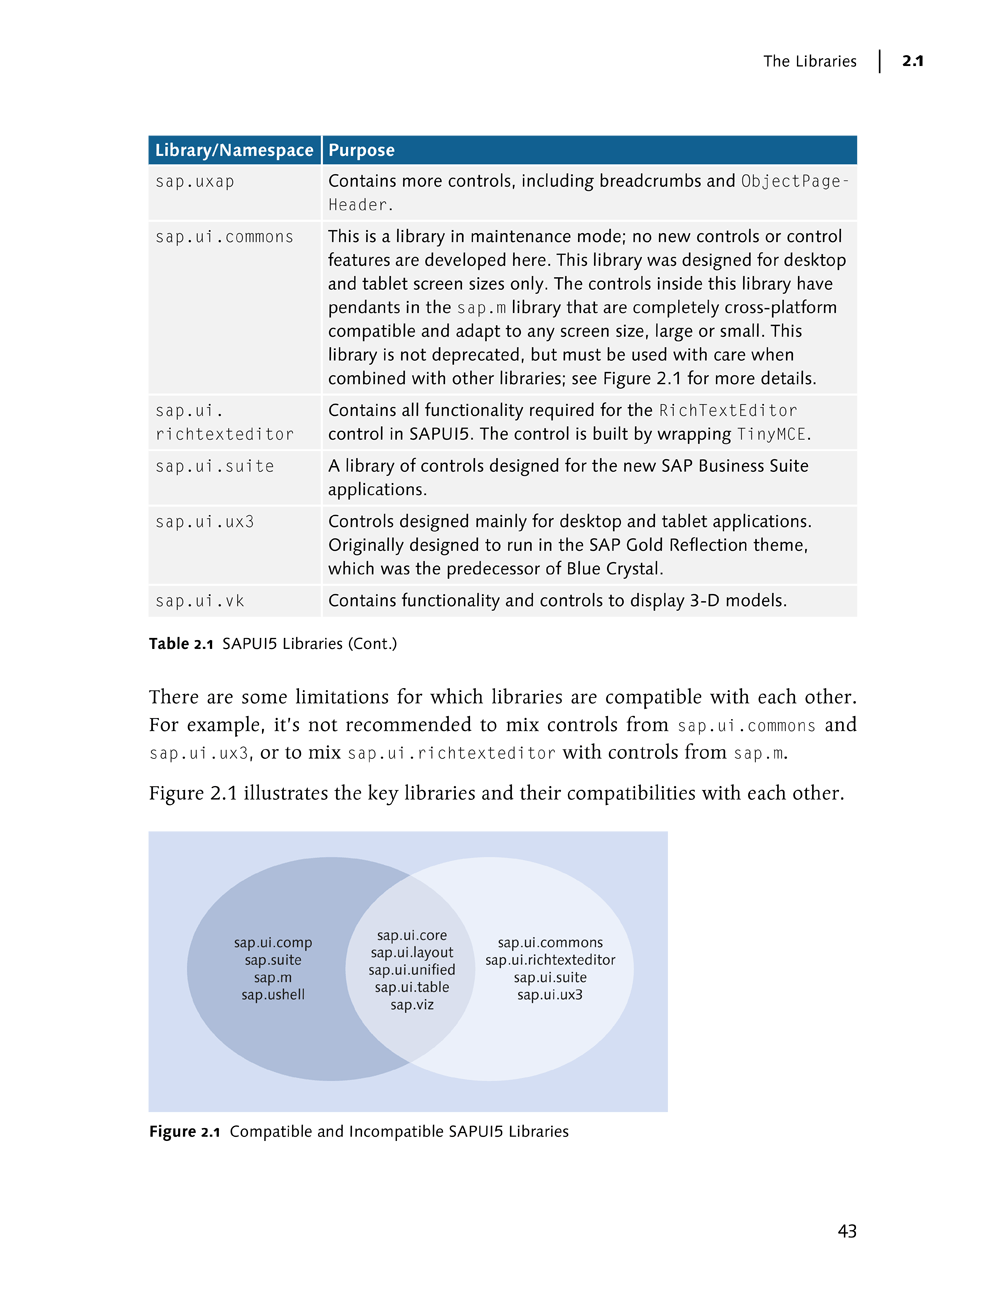 The Libraries 2.1
Library/Namespace Purpose
sap.uxap Contains more controls, including breadcrumbs and ObjectPage-
Header.
sap.ui.commons This is a library in maintenance mode; no new controls or control
features are developed here. This library was designed for desktop
and tablet screen sizes only. The controls inside this library have
pendants in the sap.m library that are completely cross-platform
compatible and adapt to any screen size, large or small. This
library is not deprecated, but must be used with care when
combined with other libraries; see Figure 2.1 for more details.
sap.ui. Contains all functionality required for the RichTextEditor
richtexteditor control in SAPUI5. The control is built by wrapping TinyMCE.
sap.ui.suite A library of controls designed for the new SAP Business Suite
applications.
sap.ui.ux3 Controls designed mainly for desktop and tablet applications.
Originally designed to run in the SAP Gold Reflection theme,
which was the predecessor of Blue Crystal.
sap.ui.vk Contains functionality and controls to display 3-D models.
Table 2.1 SAPUI5 Libraries (Cont.)
There are some limitations for which libraries are compatible with each other.
For example, it's not recommended to mix controls from sap.ui.commons and
sap.ui.ux3, or to mix sap.ui.richtexteditor with controls from sap.m.
Figure 2.1 illustrates the key libraries and their compatibilities with each other.
sap.ui.comp
sap.suite
sap.m
sap.ushell
sap.ui.core
sap.ui.layout
sap.ui.unified
sap.ui.table
sap.viz
sap.ui.commons
sap.ui.richtexteditor
sap.ui.suite
sap.ui.ux3
Figure 2.1 Compatible and Incompatible SAPUI5 Libraries
43